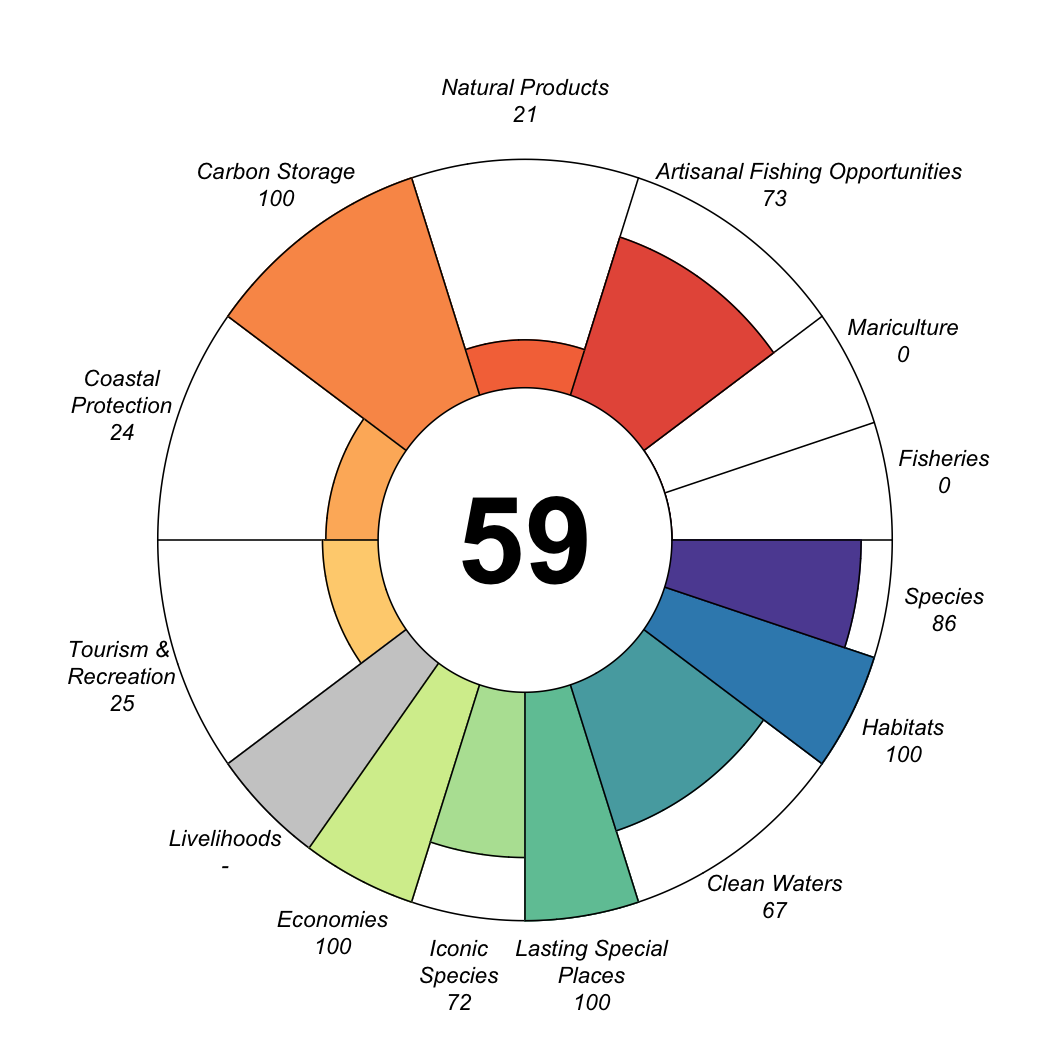 Natural Products
21
Carbon Storage
100
Artisanal Fishing Opportunities
73
Mariculture
0
Coastal
Protection
24
Fisheries
0
59
Species
86
Tourism &
Recreation
25
Habitats
100
Livelihoods
-
Clean Waters
67
Economies
100
Iconic
Species
72
Lasting Special
Places
100